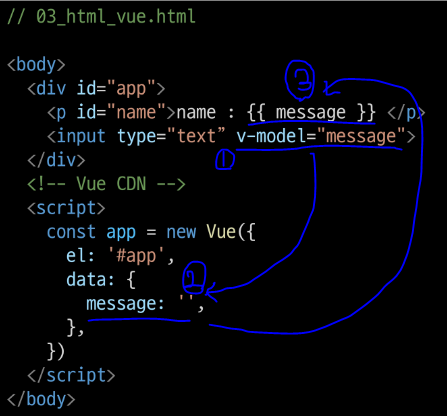 // 03_html_vue.html
<body>
<div id="app">
③
<p id="name">name : {{ message }} </p>
<input type="text" v-model="message">
①
</div>
<!-- Vue CDN -->
<script>
const app = new Vue({
el: '#app',
data: {
2
message: '',
},
})
</script>
</body>